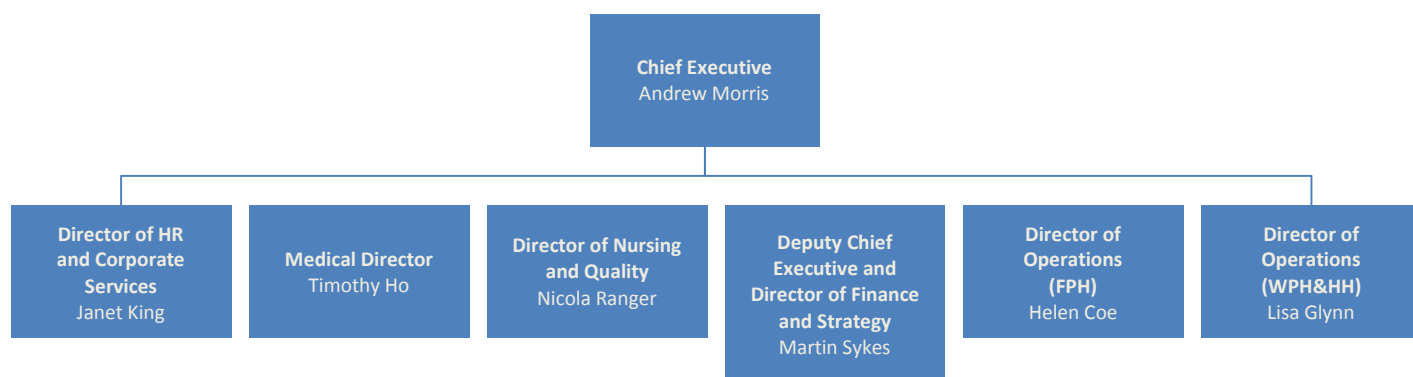 Chief Executive
Andrew Morris
Director of HR
and Corporate
Services
Janet King
Medical Director
Timothy Ho
Director of Nursing
and Quality
Nicola Ranger
Deputy Chief
Executive and
Director of Finance
and Strategy
Martin Sykes
Director of
Operations
(FPH)
Helen Coe
Director of
Operations
(WPH&HH)
Lisa Glynn